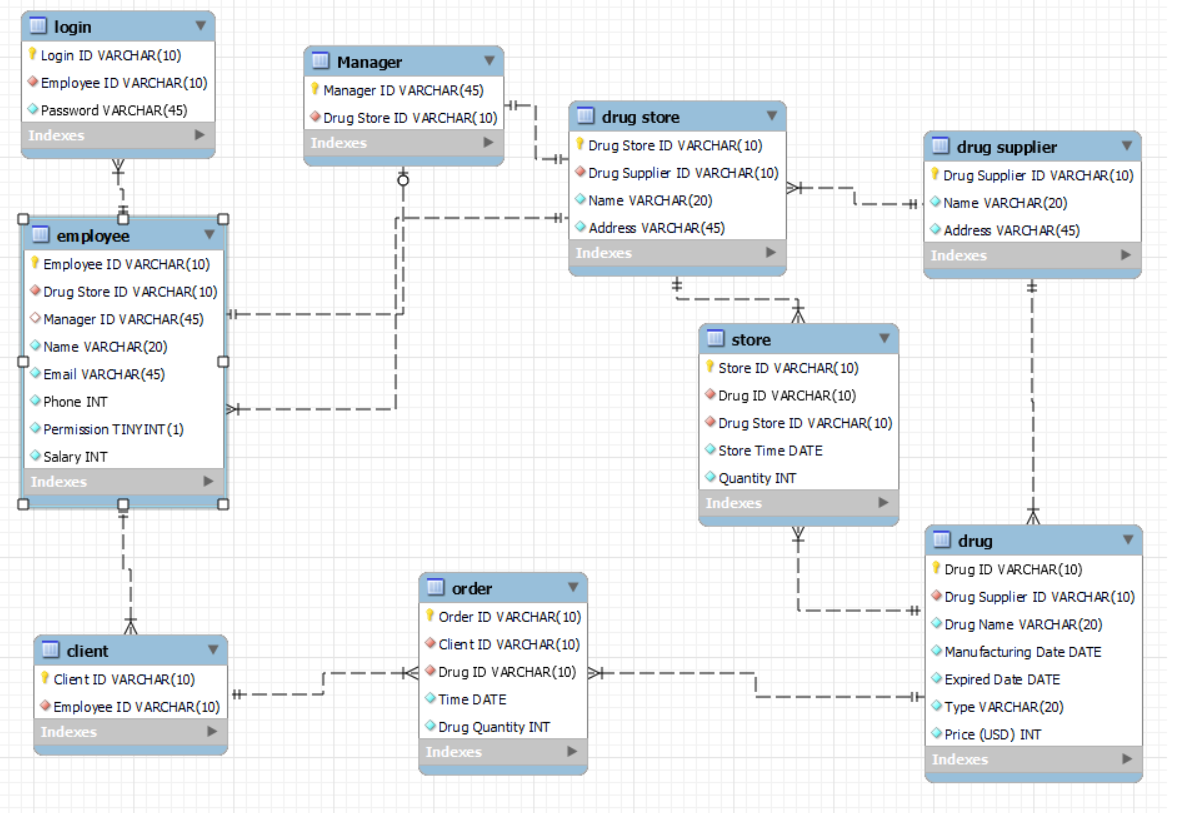 login
Login ID VARCHAR(10)
Employee ID VARCHAR(10)
Password VARCHAR(45)
Indexes
Manager
Manager ID VARCHAR(45)
Drug Store ID VARCHAR(10)
Indexes
drug store
Drug Store ID VARCHAR(10)
Drug Supplier ID VARCHAR(10)
Name VARCHAR(20)
Address VARCHAR(45)
Indexes
drug supplier
Drug Supplier ID VARCHAR(10)
Name VARCHAR(20)
Address VARCHAR(45)
Indexes
employee
Employee ID VARCHAR(10)
Drug Store ID VARCHAR(10)
Manager ID VARCHAR(45)
Name VARCHAR(20)
Email VARCHAR(45)
Phone INT
Permission TINYINT(1)
Salary INT
Indexes
store
Store ID VARCHAR(10)
Drug ID VARCHAR(10)
Drug Store ID VARCHAR(10)
Store Time DATE
Quantity INT
Indexes
drug
Drug ID VARCHAR(10)
Drug Supplier ID VARCHAR(10)
Drug Name VARCHAR(20)
Manufacturing Date DATE
Expired Date DATE
Type VARCHAR(20)
Price (USD) INT
Indexes
order
Order ID VARCHAR(10)
Client ID VARCHAR(10)
Drug ID VARCHAR(10)
Time DATE
Drug Quantity INT
Indexes
client
Client ID VARCHAR(10)
Employee ID VARCHAR(10)
Indexes